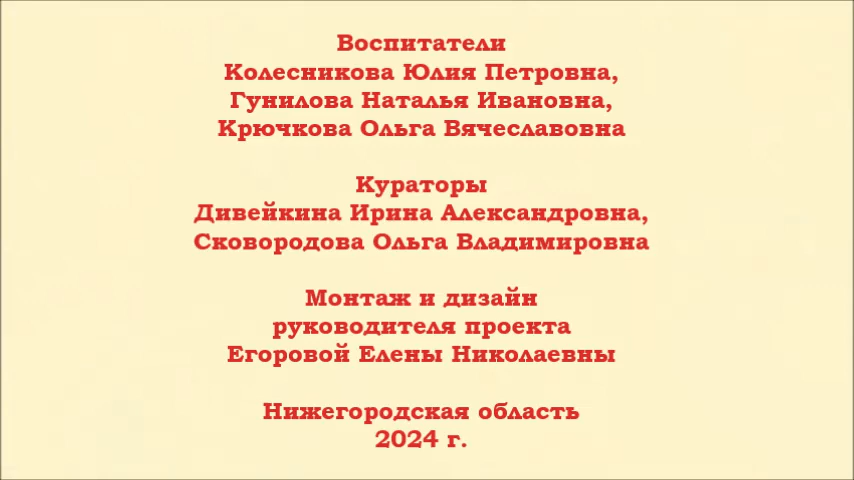 Воспитатели
Колесникова Юлия Петровна,
Гунилова Наталья Ивановна,
Крючкова Ольга Вячеславовна
Кураторы
Дивейкина Ирина Александровна,
Сковородова Ольга Владимировна
Монтаж и дизайн
руководителя проекта
Егоровой Елены Николаевны
Нижегородская область
2024 г.